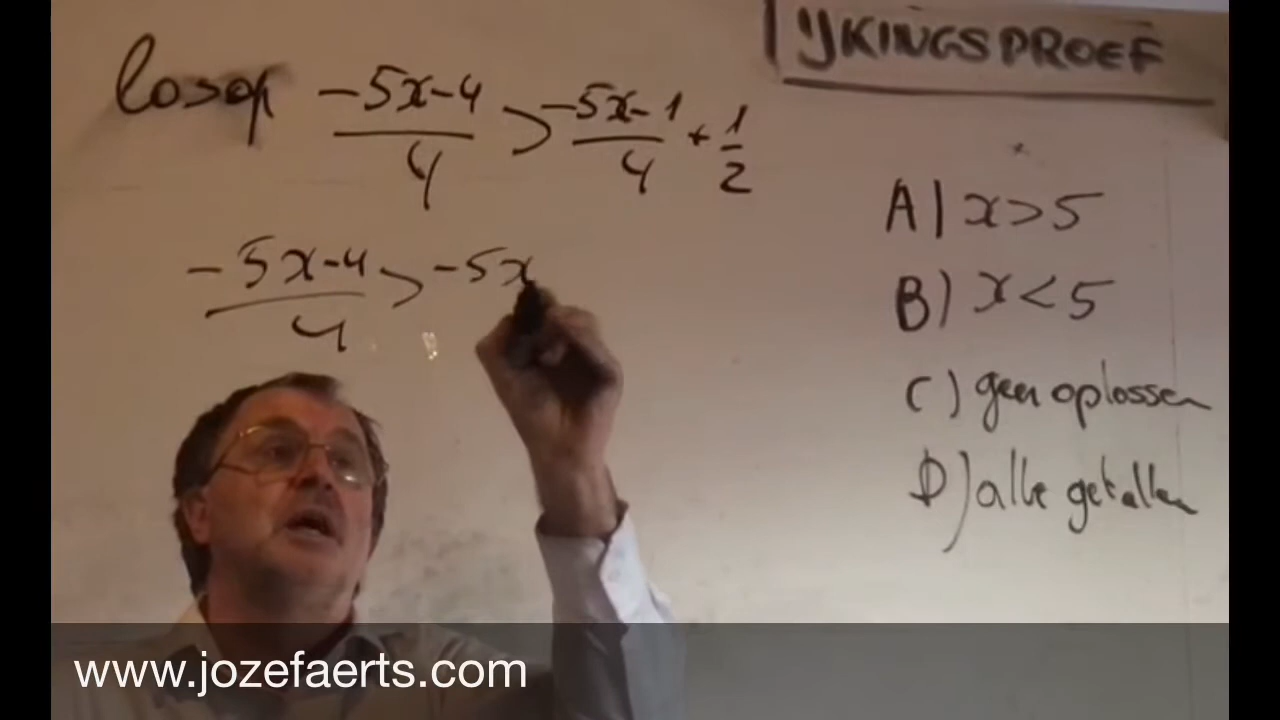 IJKINGSPROEF
los op (-5x-4)/4 > (-5x-1)/4 + 1/2
(-5x-4)/4 > -5x
A) x>5
B) x<5
C) geen oplossen
D) alle getallen
www.jozefaerts.com